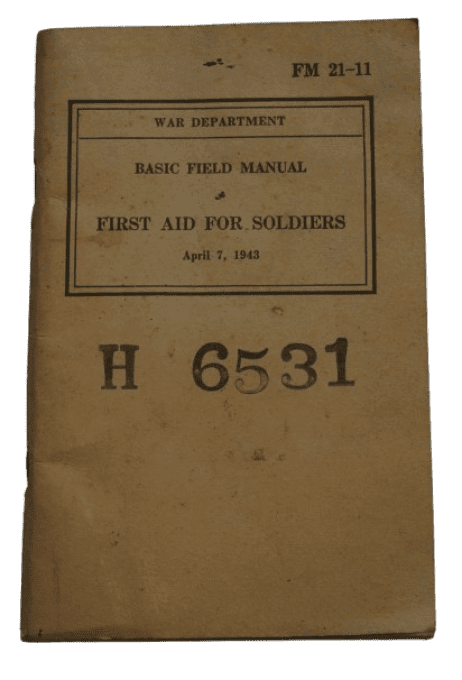 FM 21-11
WAR DEPARTMENT
BASIC FIELD MANUAL
FIRST AID FOR SOLDIERS
April 7, 1943
H 6531